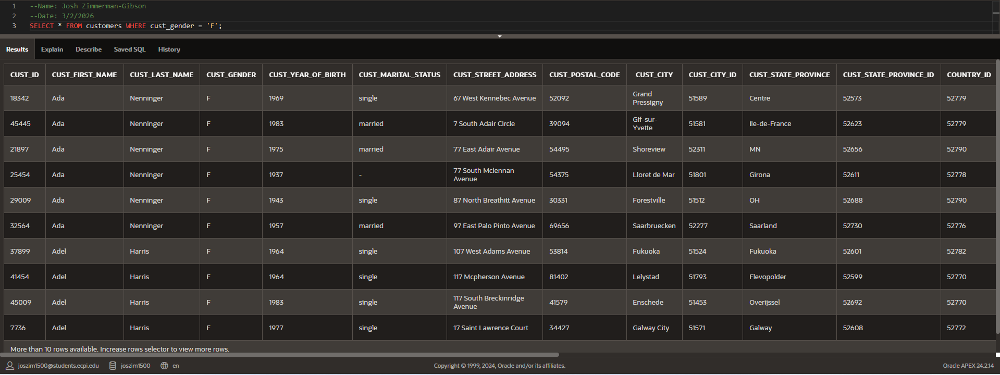 1 --Name: Josh Zimmerman-Gibson
2 --Date: 3/2/2026
3 SELECT * FROM customers WHERE cust_gender = 'F';
Results Explain Describe Saved SQL History
CUST_ID CUST_FIRST_NAME CUST_LAST_NAME CUST_GENDER CUST_YEAR_OF_BIRTH CUST_MARITAL_STATUS CUST_STREET_ADDRESS CUST_POSTAL_CODE CUST_CITY CUST_CITY_ID CUST_STATE_PROVINCE CUST_STATE_PROVINCE_ID COUNTRY_ID
18342 Ada Nenninger F 1969 single 67 West Kennebec Avenue 52092 Grand Pressigny 51589 Centre 52573 52779
45445 Ada Nenninger F 1983 married 7 South Adair Circle 39094 Gif-sur-Yvette 51581 Ile-de-France 52623 52779
21897 Ada Nenninger F 1975 married 77 East Adair Avenue 54495 Shoreview 52311 MN 52656 52790
25454 Ada Nenninger F 1937 - 77 South Mclennan Avenue 54375 Lloret de Mar 51801 Girona 52611 52778
29009 Ada Nenninger F 1943 single 87 North Breathitt Avenue 30331 Forestville 51512 OH 52688 52790
32564 Ada Nenninger F 1957 married 97 East Palo Pinto Avenue 69656 Saarbruecken 52277 Saarland 52730 52776
37899 Adel Harris F 1964 single 107 West Adams Avenue 53814 Fukuoka 51524 Fukuoka 52601 52782
41454 Adel Harris F 1964 single 117 Mcpherson Avenue 81402 Lelystad 51793 Flevopolder 52599 52770
45009 Adel Harris F 1983 single 117 South Breckinridge Avenue 41579 Enschede 51453 Overijssel 52692 52770
7736 Adel Harris F 1977 single 17 Saint Lawrence Court 34427 Galway City 51571 Galway 52608 52772
More than 10 rows available. Increase rows selector to view more rows.
joszim1500@students.ecpi.edu joszim1500 en Copyright © 1999, 2024, Oracle and/or its affiliates. Oracle APEX 24.2.14